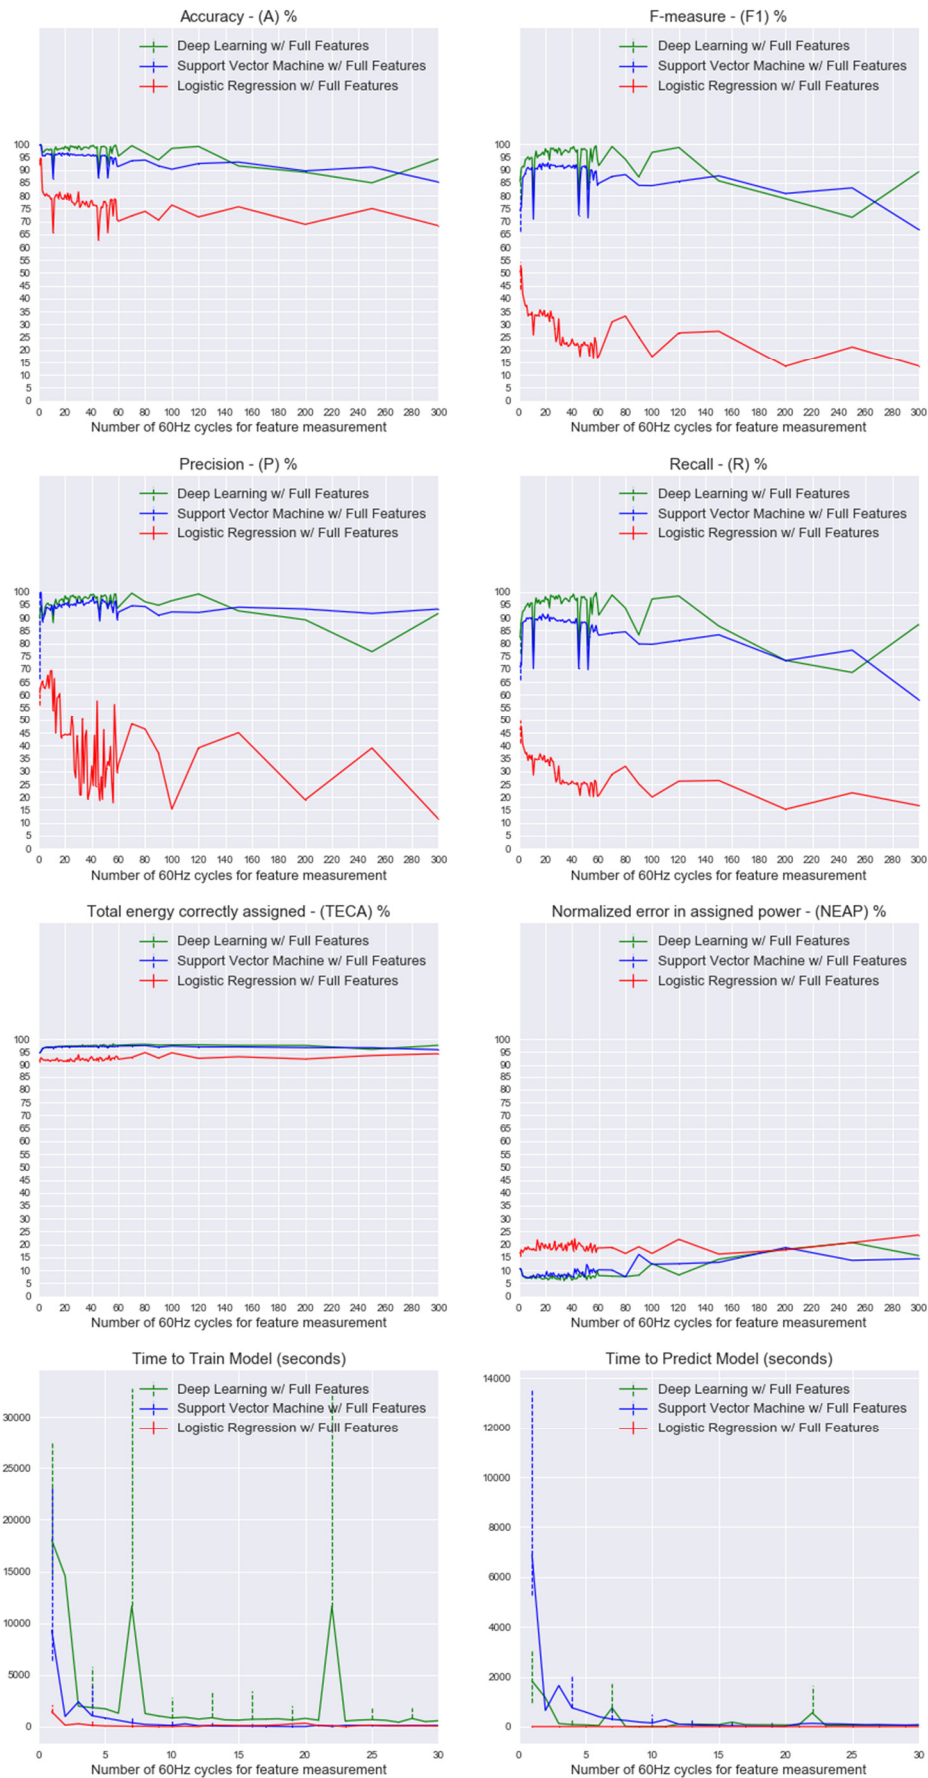 Accuracy - (A) %
Deep Learning w/ Full Features
Support Vector Machine w/ Full Features
Logistic Regression w/ Full Features
100
95
90
85
80
75
70
65
60
55
50
45
40
35
30
25
20
15
10
5
0
0 20 40 60 80 100 120 140 160 180 200 220 240 260 280 300
Number of 60Hz cycles for feature measurement
F-measure - (F1) %
Deep Learning w/ Full Features
Support Vector Machine w/ Full Features
Logistic Regression w/ Full Features
100
95
90
85
80
75
70
65
60
55
50
45
40
35
30
25
20
15
10
5
0
0 20 40 60 80 100 120 140 160 180 200 220 240 260 280 300
Number of 60Hz cycles for feature measurement
Precision - (P) %
Deep Learning w/ Full Features
Support Vector Machine w/ Full Features
Logistic Regression w/ Full Features
100
95
90
85
80
75
70
65
60
55
50
45
40
35
30
25
20
15
10
5
0
0 20 40 60 80 100 120 140 160 180 200 220 240 260 280 300
Number of 60Hz cycles for feature measurement
Recall - (R) %
Deep Learning w/ Full Features
Support Vector Machine w/ Full Features
Logistic Regression w/ Full Features
100
95
90
85
80
75
70
65
60
55
50
45
40
35
30
25
20
15
10
5
0
0 20 40 60 80 100 120 140 160 180 200 220 240 260 280 300
Number of 60Hz cycles for feature measurement
Total energy correctly assigned - (TECA) %
Deep Learning w/ Full Features
Support Vector Machine w/ Full Features
Logistic Regression w/ Full Features
100
95
90
85
80
75
70
65
60
55
50
45
40
35
30
25
20
15
10
5
0
0 20 40 60 80 100 120 140 160 180 200 220 240 260 280 300
Number of 60Hz cycles for feature measurement
Normalized error in assigned power - (NEAP) %
Deep Learning w/ Full Features
Support Vector Machine w/ Full Features
Logistic Regression w/ Full Features
100
95
90
85
80
75
70
65
60
55
50
45
40
35
30
25
20
15
10
5
0
0 20 40 60 80 100 120 140 160 180 200 220 240 260 280 300
Number of 60Hz cycles for feature measurement
Time to Train Model (seconds)
Deep Learning w/ Full Features
Support Vector Machine w/ Full Features
Logistic Regression w/ Full Features
30000
25000
20000
15000
10000
5000
0
0 5 10 15 20 25 30
Number of 60Hz cycles for feature measurement
Time to Predict Model (seconds)
Deep Learning w/ Full Features
Support Vector Machine w/ Full Features
Logistic Regression w/ Full Features
14000
12000
10000
8000
6000
4000
2000
0
0 5 10 15 20 25 30
Number of 60Hz cycles for feature measurement